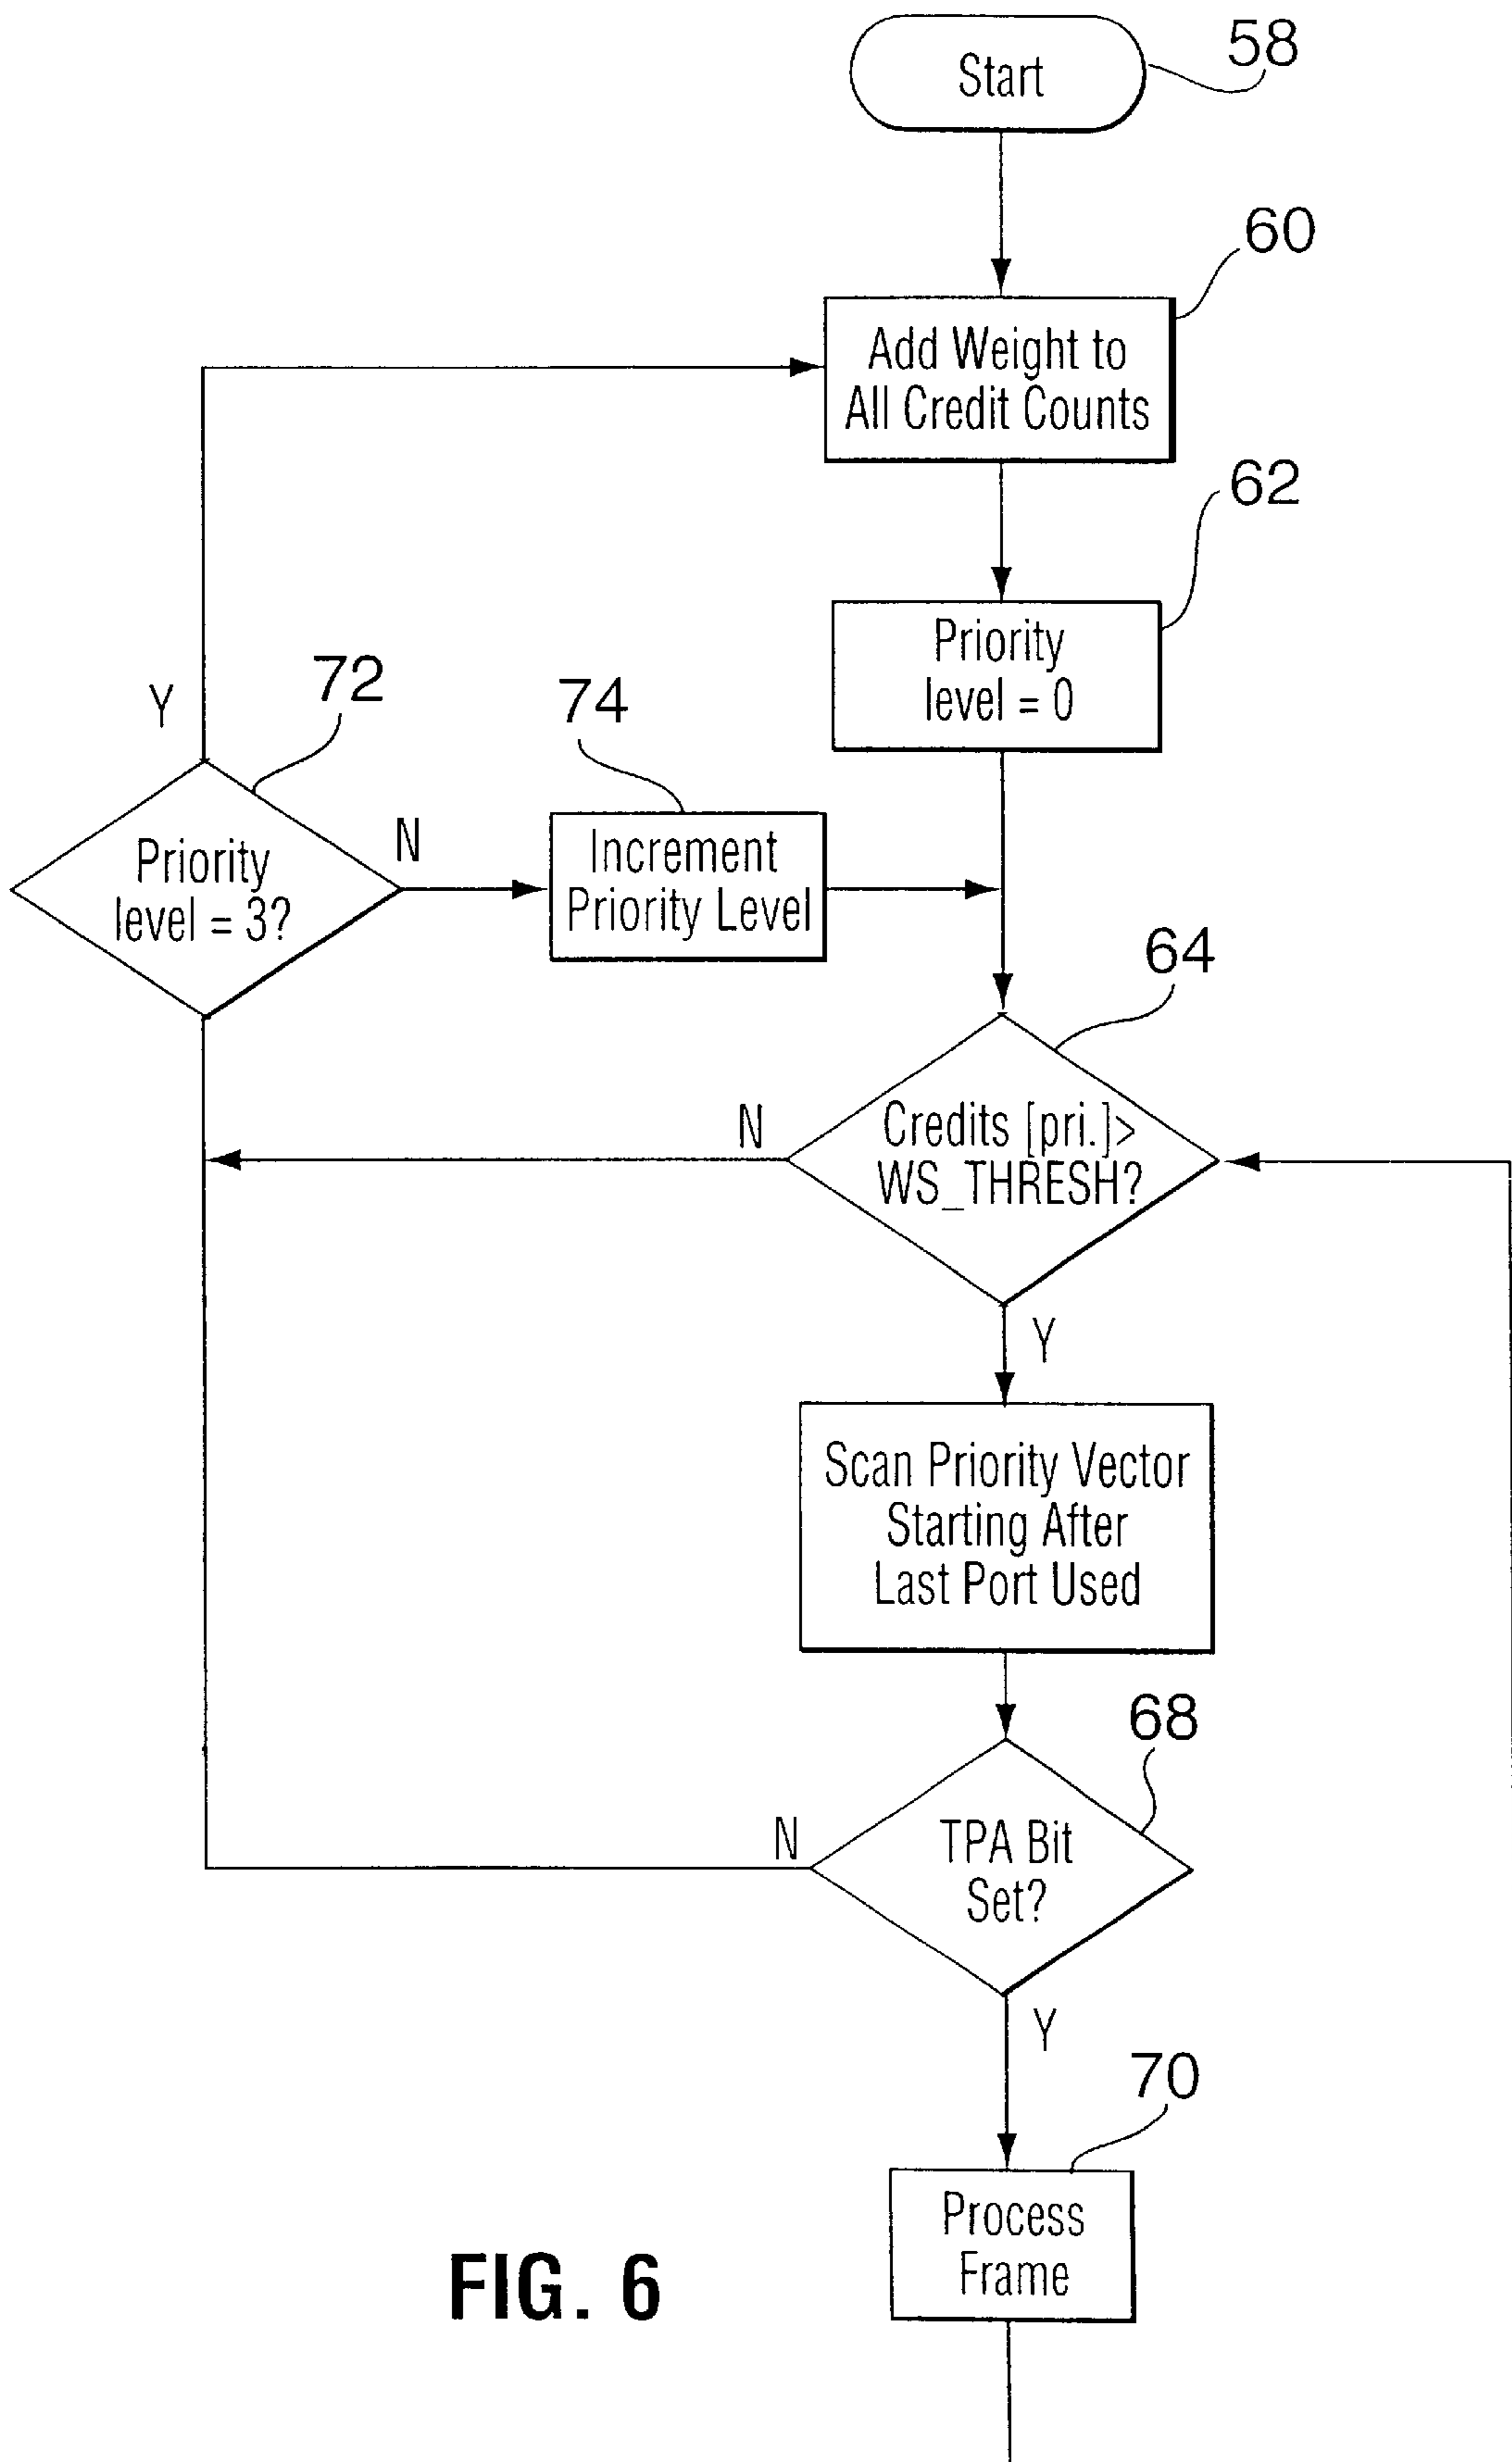 Start
58
60
Add Weight to
All Credit Counts
62
Priority
level = 0
Y
72
74
Priority
level = 3?
N
Increment
Priority Level
64
N
Credits [pri.]>
WS_THRESH?
Y
Scan Priority Vector
Starting After
Last Port Used
68
N
TPA Bit
Set?
Y
70
Process
Frame
FIG. 6